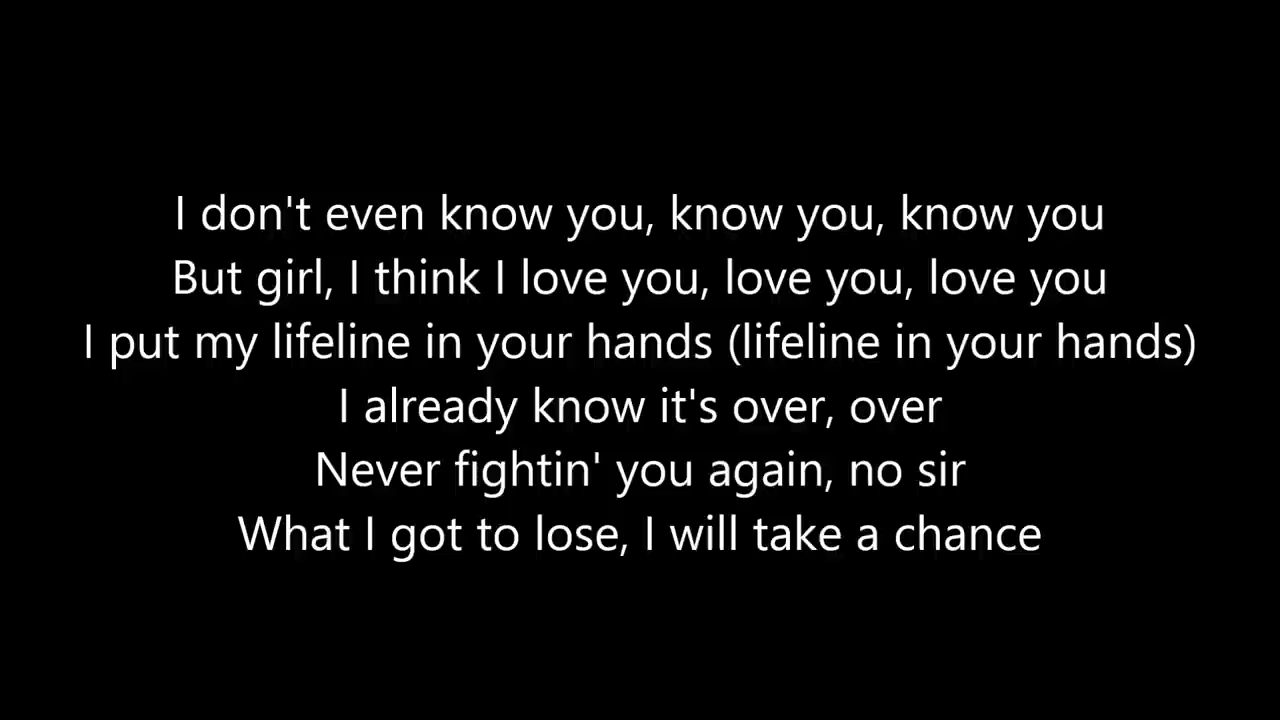 I don't even know you, know you, know you
But girl, I think I love you, love you, love you
I put my lifeline in your hands (lifeline in your hands)
I already know it's over, over
Never fightin' you again, no sir
What I got to lose, I will take a chance